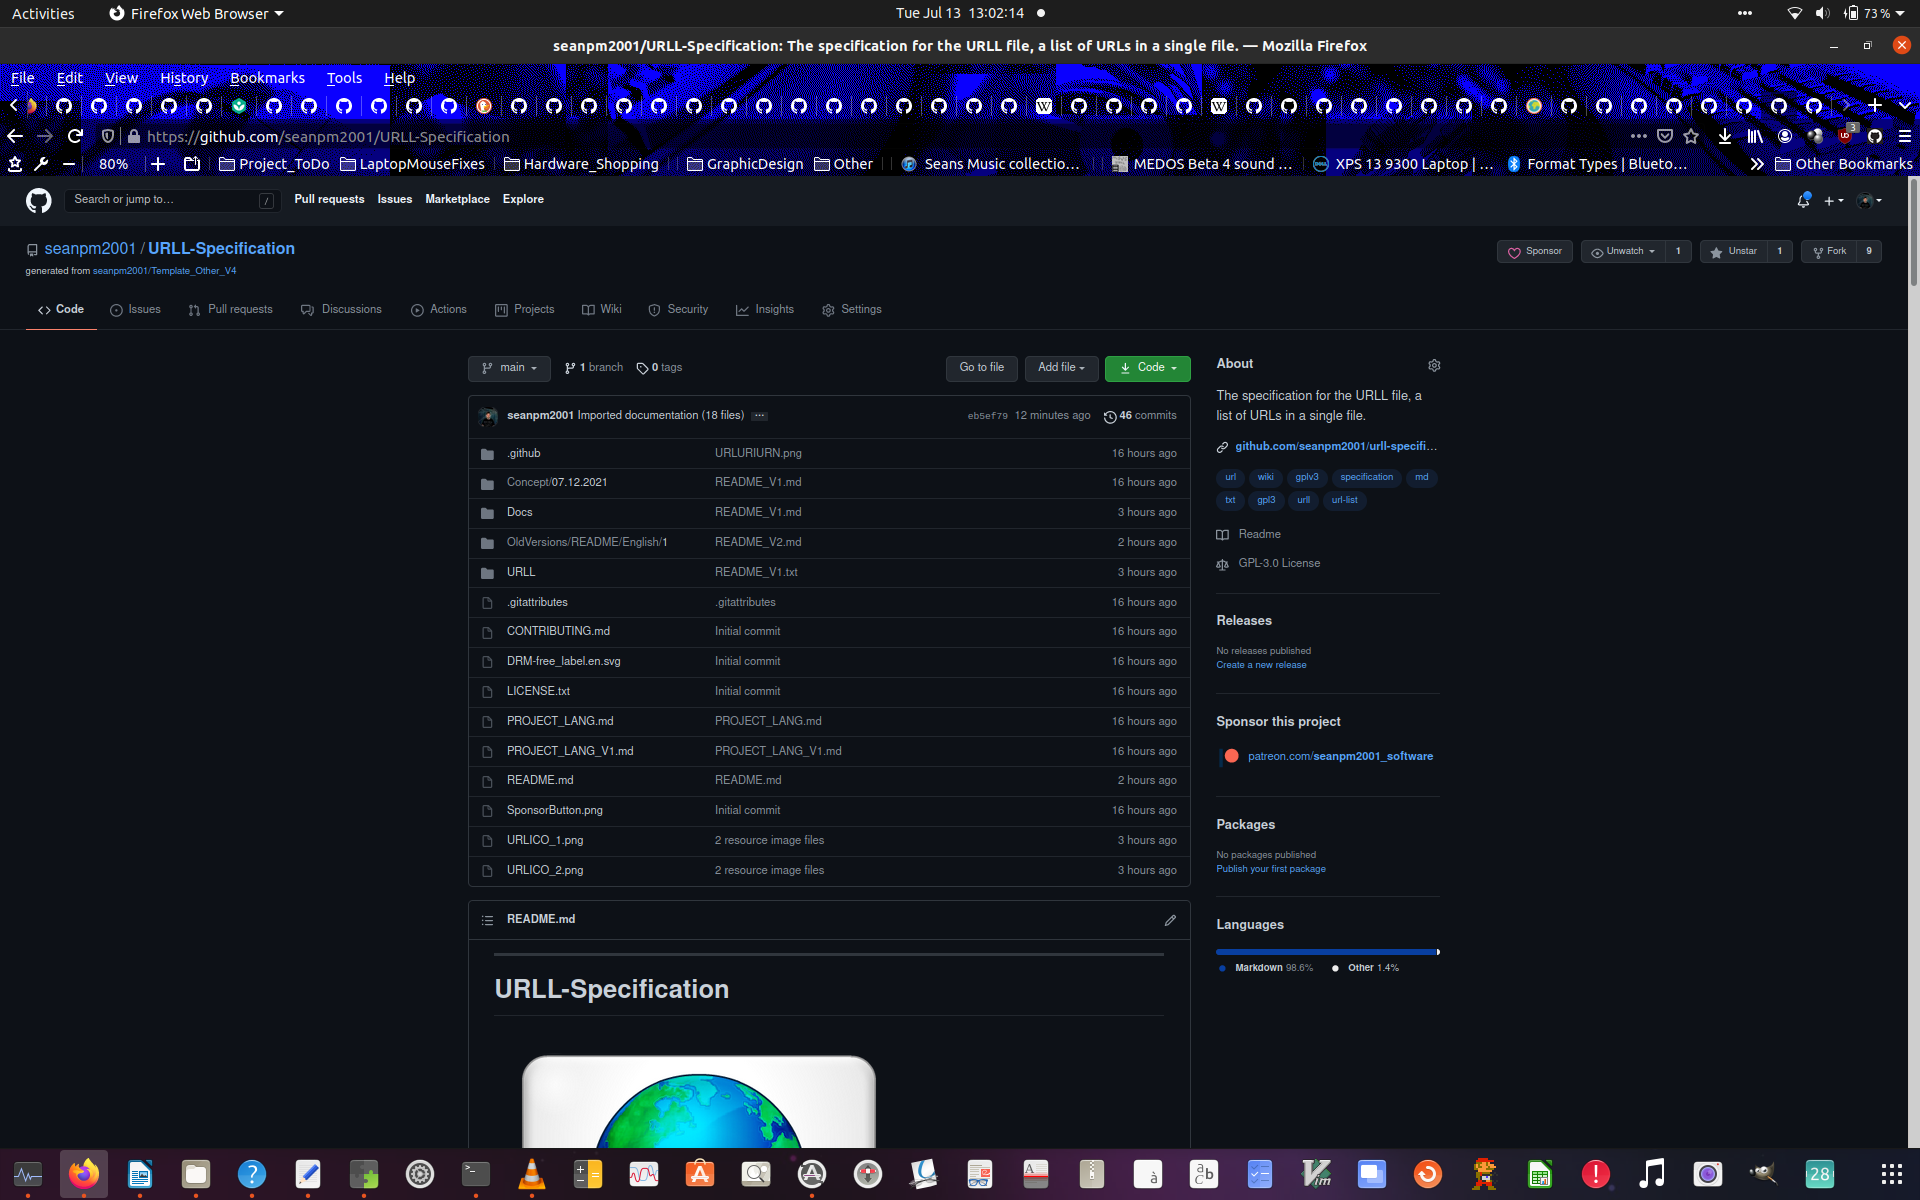 Activities Firefox Web Browser Tue Jul 13 13:02:14 73 %
seanpm2001/URLL-Specification: The specification for the URLL file, a list of URLs in a single file. — Mozilla Firefox
File Edit View History Bookmarks Tools Help
https://github.com/seanpm2001/URLL-Specification 3
80% Project_ToDo LaptopMouseFixes Hardware_Shopping GraphicDesign Other Seans Music collectio… MEDOS Beta 4 sound … XPS 13 9300 Laptop | … Format Types | Blueto… Other Bookmarks
Search or jump to… / Pull requests Issues Marketplace Explore
seanpm2001 / URLL-Specification Sponsor Unwatch 1 Unstar 1 Fork 9
generated from seanpm2001/Template_Other_V4
Code Issues Pull requests Discussions Actions Projects Wiki Security Insights Settings
main 1 branch 0 tags Go to file Add file Code
seanpm2001 Imported documentation (18 files) ··· eb5ef79 12 minutes ago 46 commits
.github URLURIURN.png 16 hours ago
Concept/07.12.2021 README_V1.md 16 hours ago
Docs README_V1.md 3 hours ago
OldVersions/README/English/1 README_V2.md 2 hours ago
URLL README_V1.txt 3 hours ago
.gitattributes .gitattributes 16 hours ago
CONTRIBUTING.md Initial commit 16 hours ago
DRM-free_label.en.svg Initial commit 16 hours ago
LICENSE.txt Initial commit 16 hours ago
PROJECT_LANG.md PROJECT_LANG.md 16 hours ago
PROJECT_LANG_V1.md PROJECT_LANG_V1.md 16 hours ago
README.md README.md 2 hours ago
SponsorButton.png Initial commit 16 hours ago
URLICO_1.png 2 resource image files 3 hours ago
URLICO_2.png 2 resource image files 3 hours ago
README.md
URLL-Specification
About
The specification for the URLL file, a
list of URLs in a single file.
github.com/seanpm2001/urll-specifi…
url wiki gplv3 specification md
txt gpl3 urll url-list
Readme
GPL-3.0 License
Releases
No releases published
Create a new release
Sponsor this project
patreon.com/seanpm2001_software
Packages
No packages published
Publish your first package
Languages
Markdown 98.6% Other 1.4%
28